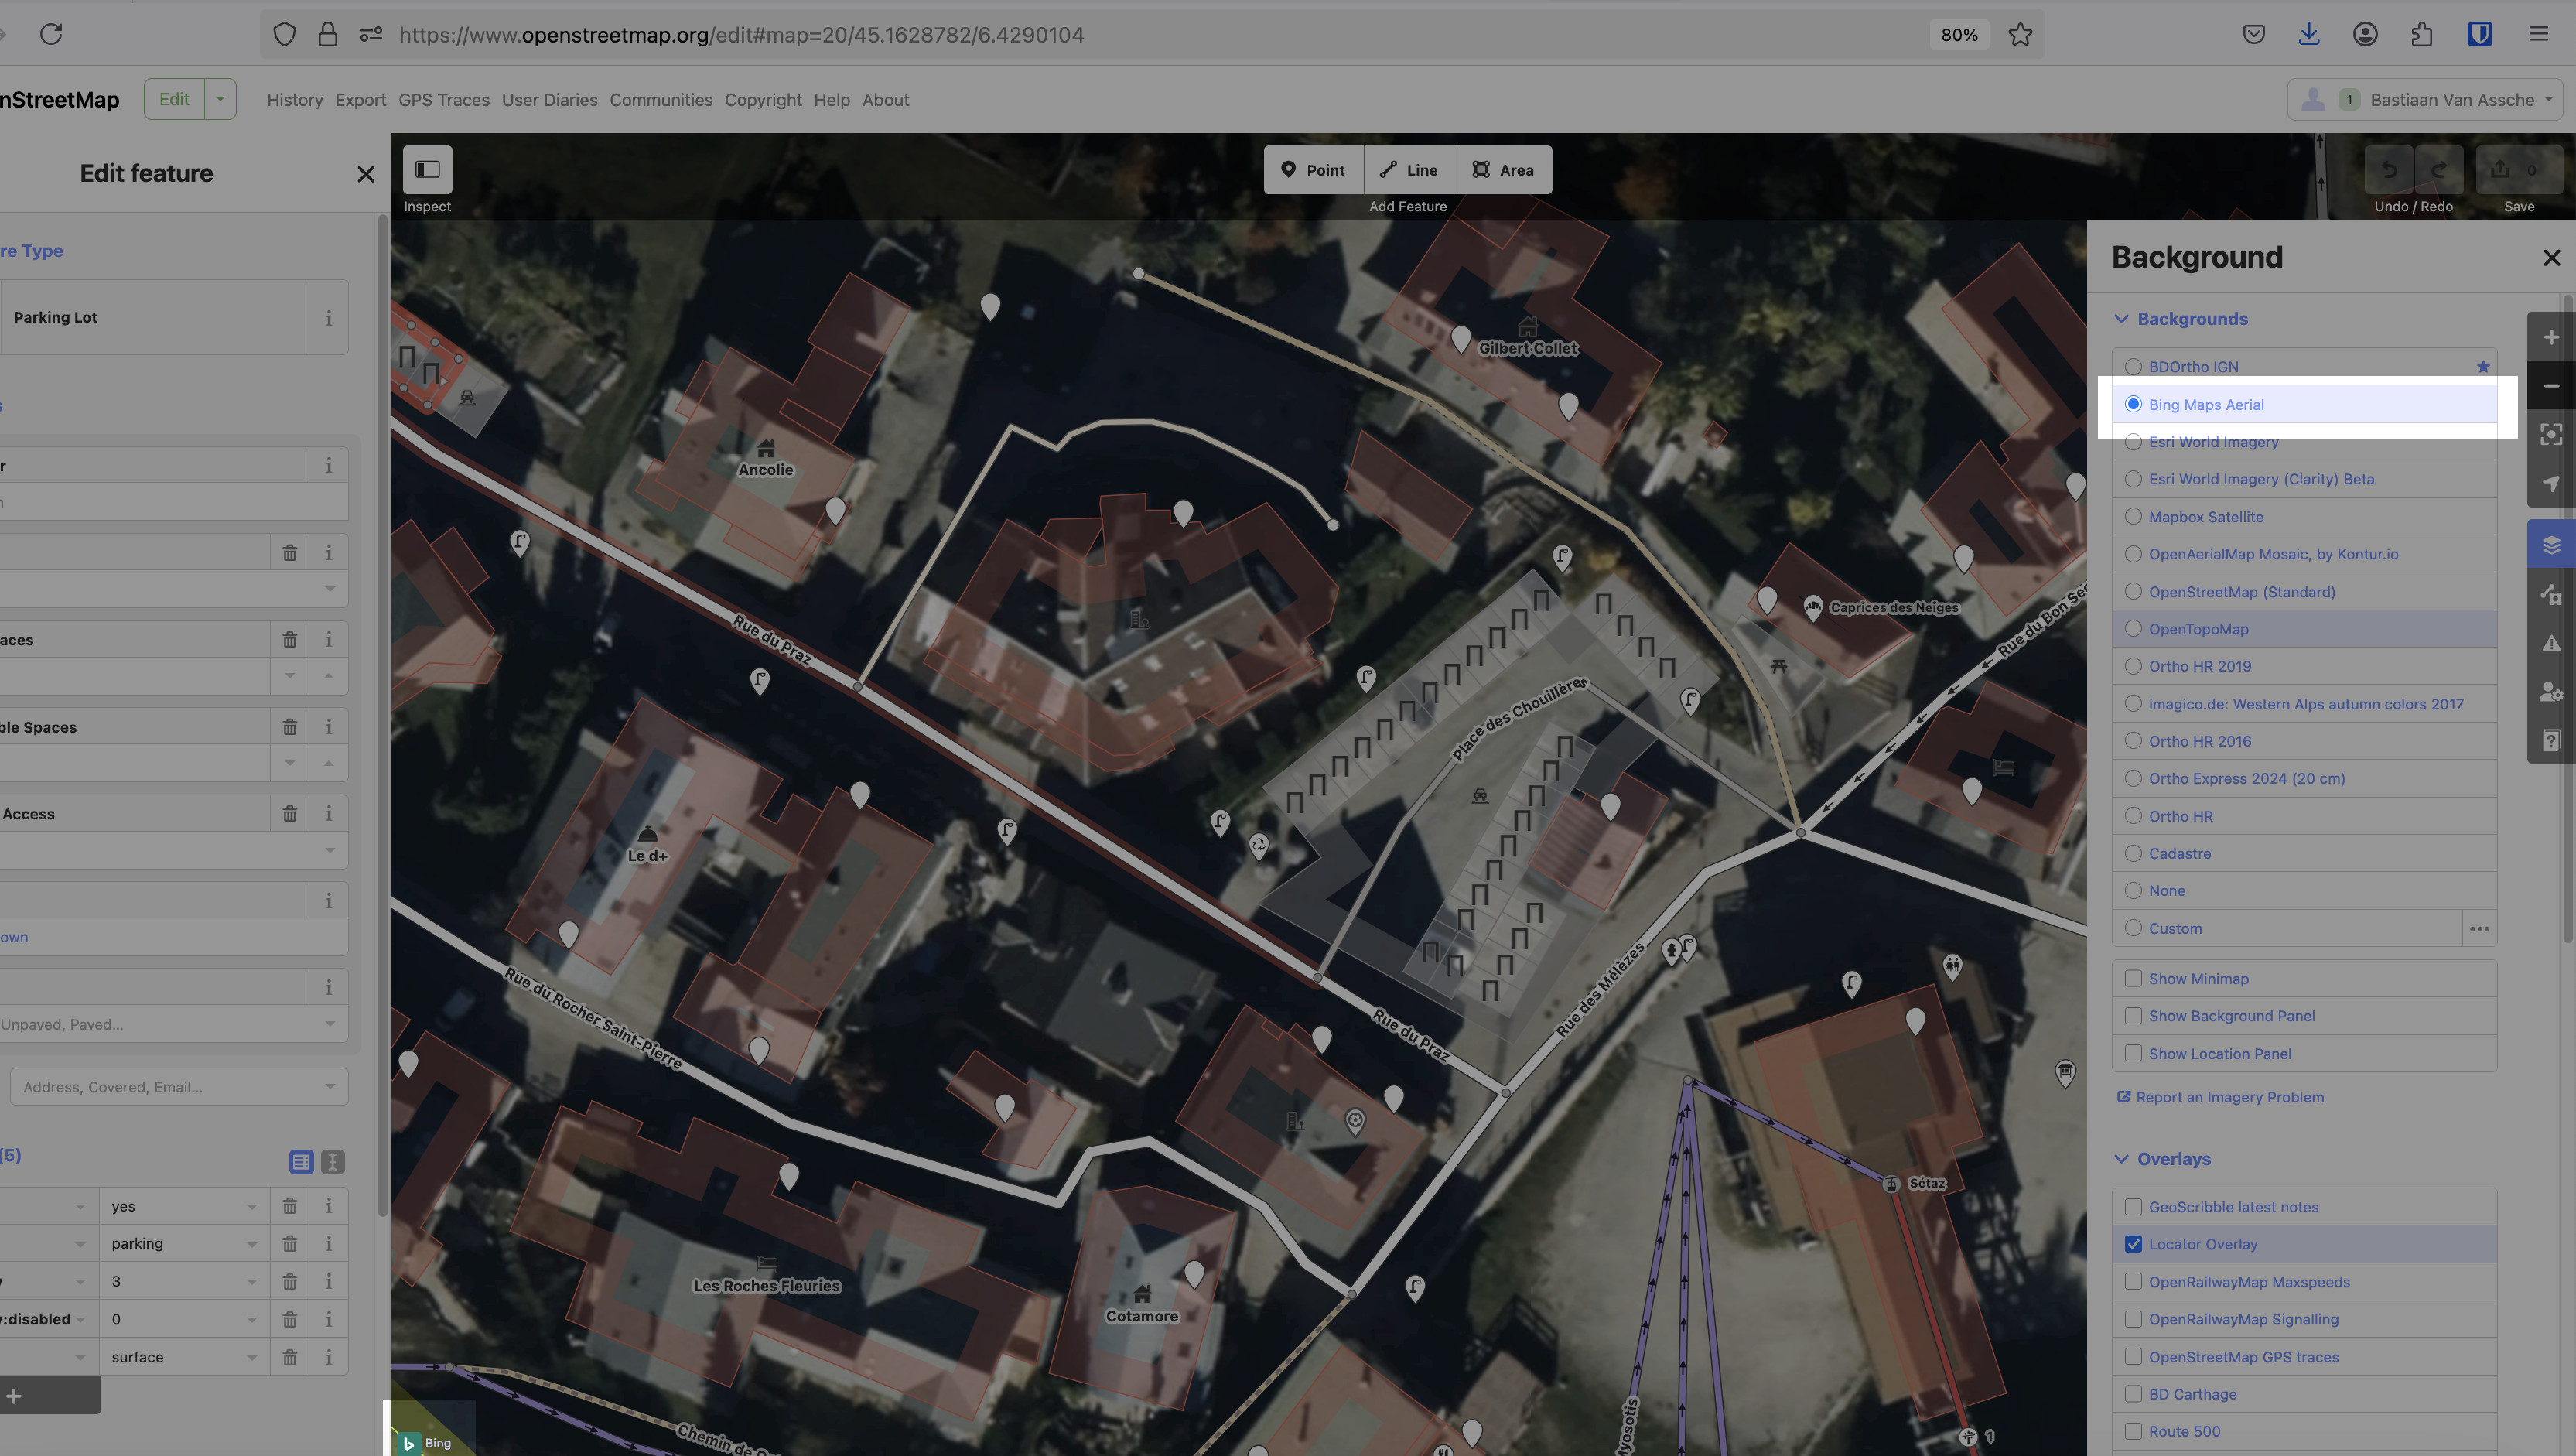 https://www.openstreetmap.org/edit#map=20/45.1628782/6.4290104
80%
nStreetMap
Edit
History
Export
GPS Traces
User Diaries
Communities
Copyright
Help
About
1
Bastiaan Van Assche
Edit feature
Inspect
Point
Line
Area
Add Feature
0
Undo / Redo
Save
re Type
Parking Lot
r
aces
ble Spaces
Access
own
Unpaved, Paved...
Address, Covered, Email...
(5)
yes
parking
3
:disabled
0
surface
Gilbert Collet
Ancolie
Rue du Praz
Caprices des Neiges
Rue du Bon Sec
Place des Chouillères
Le d+
Rue du Rocher Saint-Pierre
Rue du Praz
Rue des Mélèzes
Sétaz
Les Roches Fleuries
Cotamore
Chemin de
yosotis
1
Bing
Background
Backgrounds
BDOrtho IGN
Bing Maps Aerial
Esri World Imagery
Esri World Imagery (Clarity) Beta
Mapbox Satellite
OpenAerialMap Mosaic, by Kontur.io
OpenStreetMap (Standard)
OpenTopoMap
Ortho HR 2019
imagico.de: Western Alps autumn colors 2017
Ortho HR 2016
Ortho Express 2024 (20 cm)
Ortho HR
Cadastre
None
Custom
Show Minimap
Show Background Panel
Show Location Panel
Report an Imagery Problem
Overlays
GeoScribble latest notes
Locator Overlay
OpenRailwayMap Maxspeeds
OpenRailwayMap Signalling
OpenStreetMap GPS traces
BD Carthage
Route 500